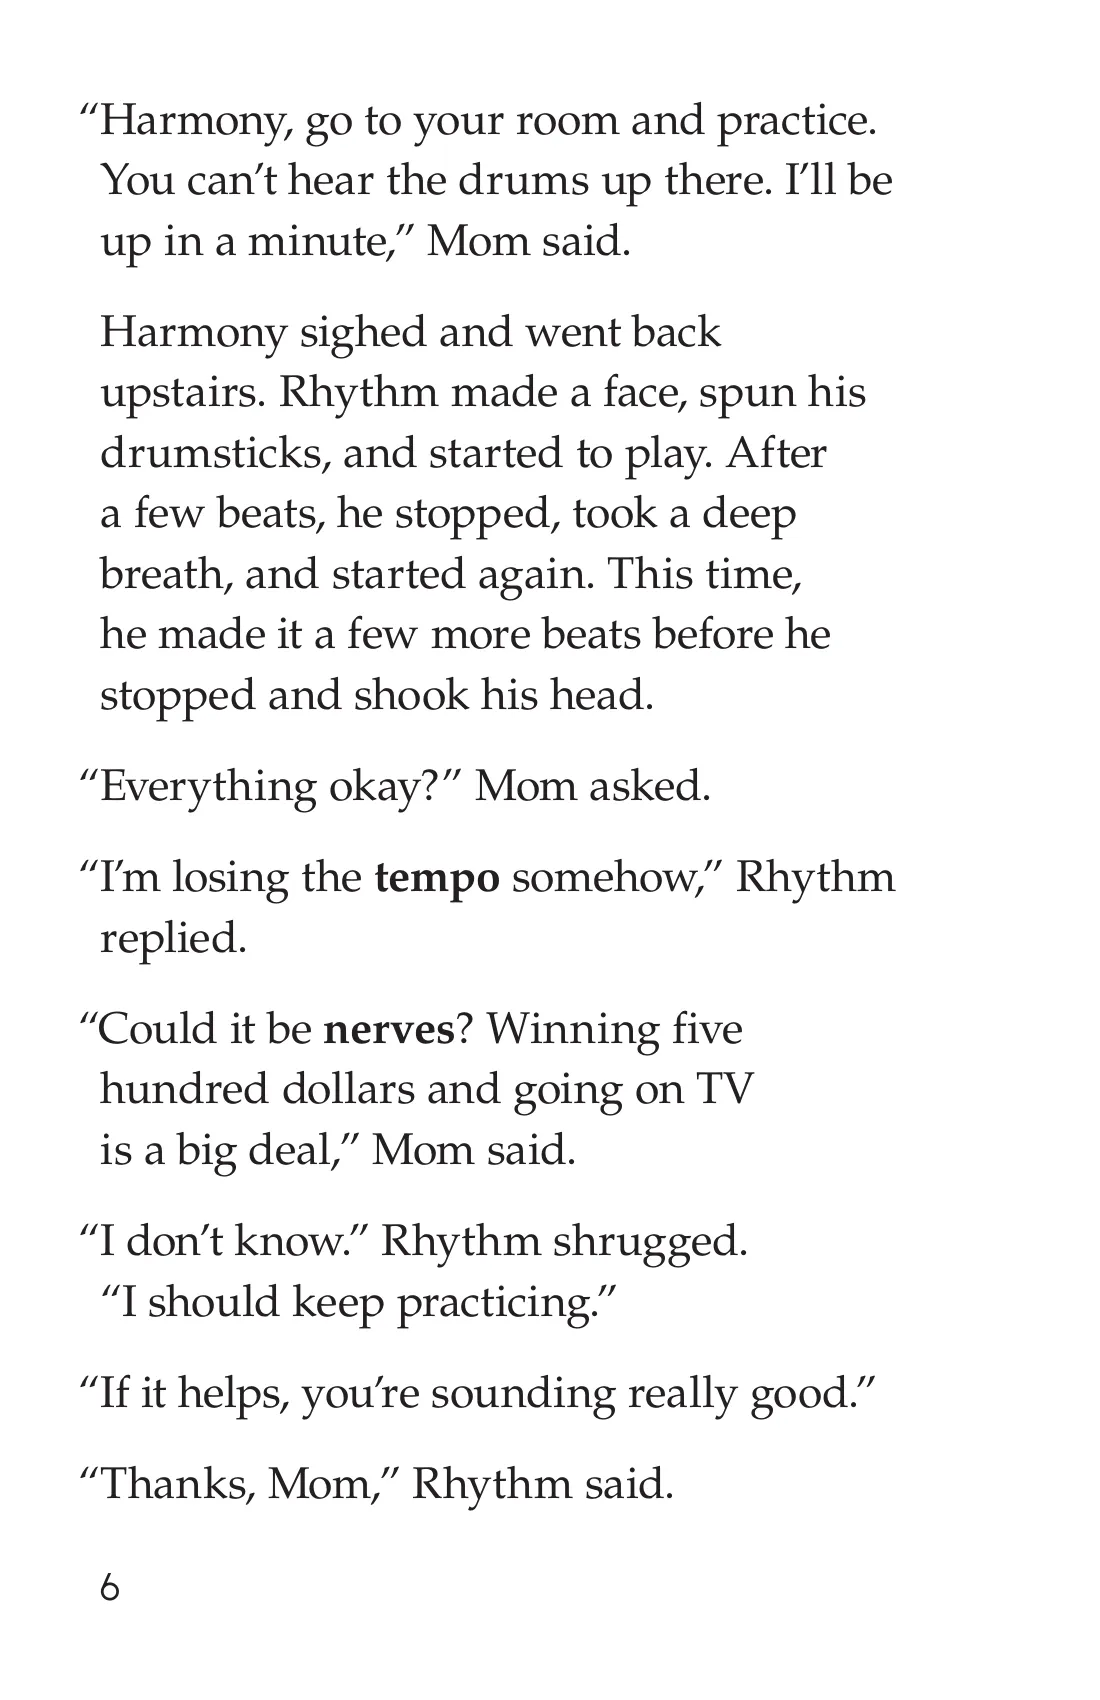 “Harmony, go to your room and practice.
You can’t hear the drums up there. I’ll be
up in a minute,” Mom said.
Harmony sighed and went back
upstairs. Rhythm made a face, spun his
drumsticks, and started to play. After
a few beats, he stopped, took a deep
breath, and started again. This time,
he made it a few more beats before he
stopped and shook his head.
“Everything okay?” Mom asked.
“I’m losing the tempo somehow,” Rhythm
replied.
“Could it be nerves? Winning five
hundred dollars and going on TV
is a big deal,” Mom said.
“I don’t know.” Rhythm shrugged.
“I should keep practicing.”
“If it helps, you’re sounding really good.”
“Thanks, Mom,” Rhythm said.
6